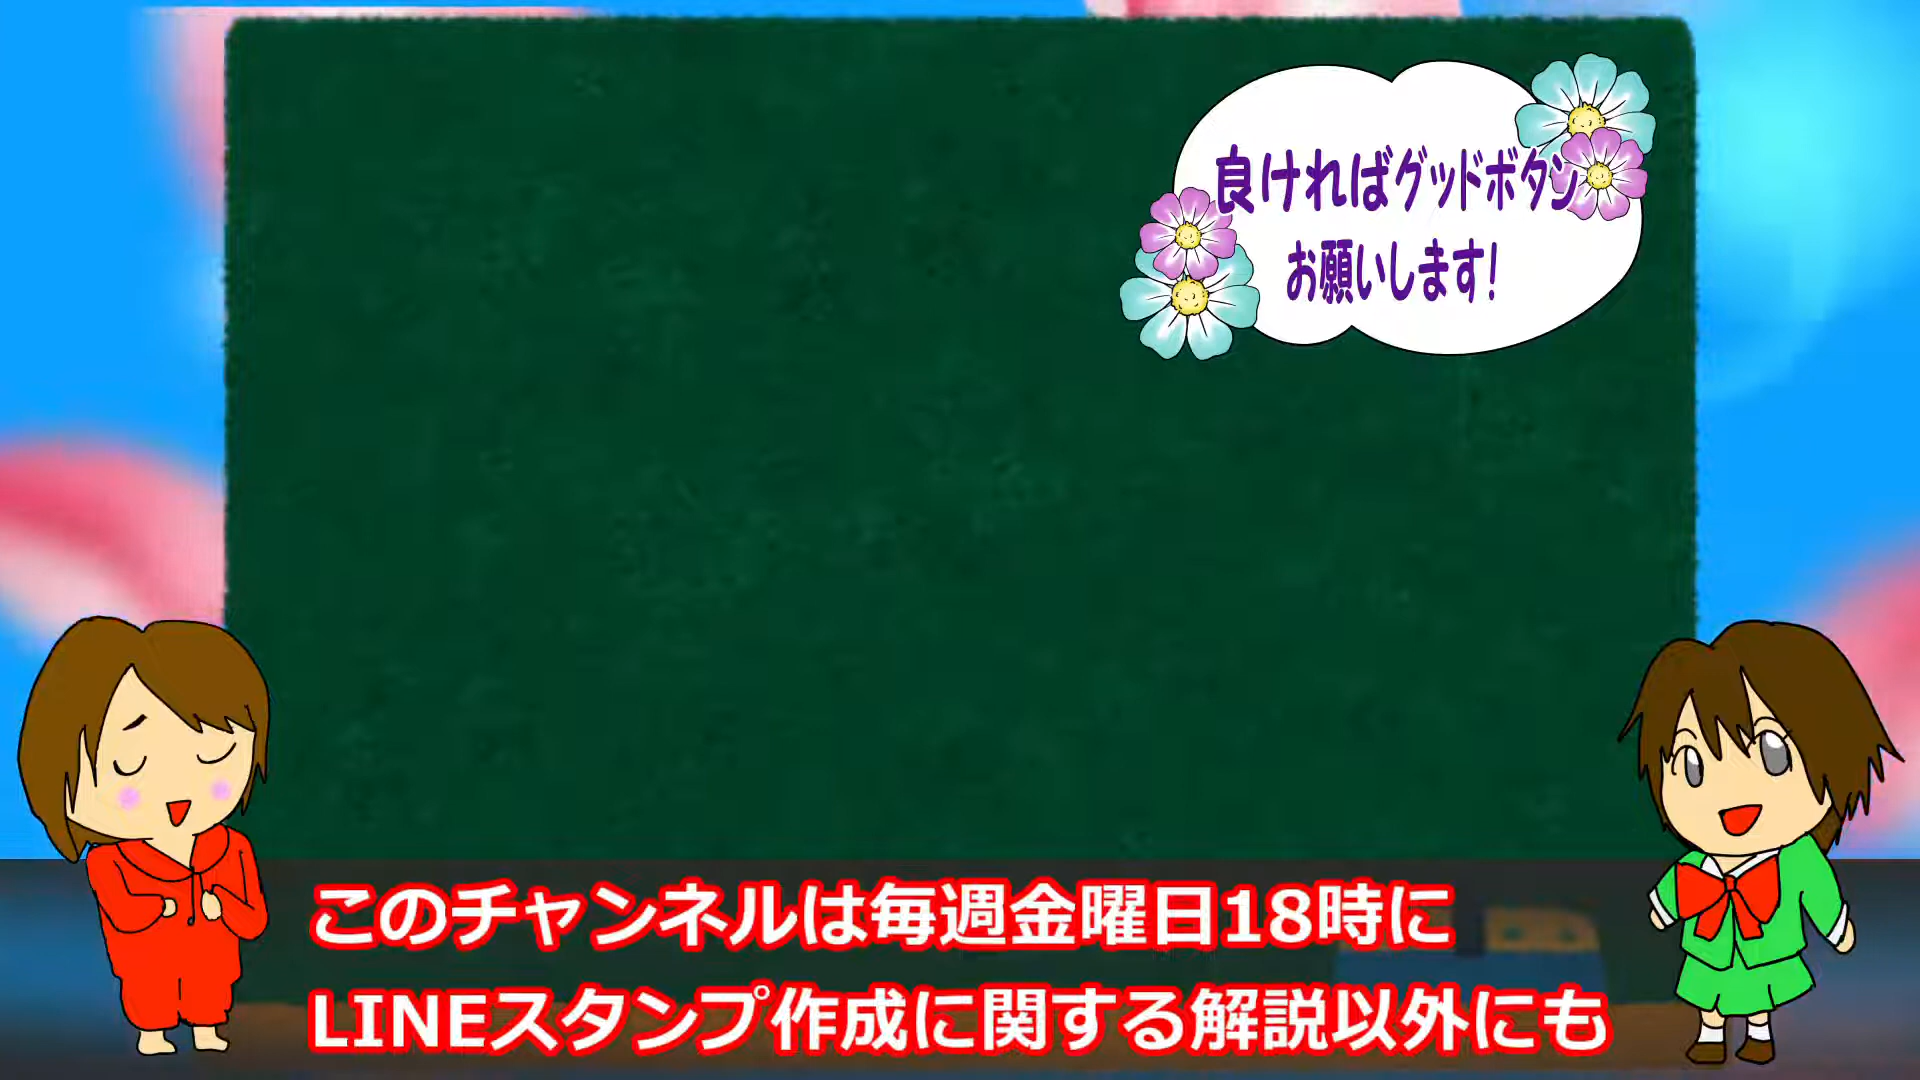 良ければグッドボタン
お願いします!
このチャンネルは毎週金曜日18時に
LINEスタンプ作成に関する解説以外にも